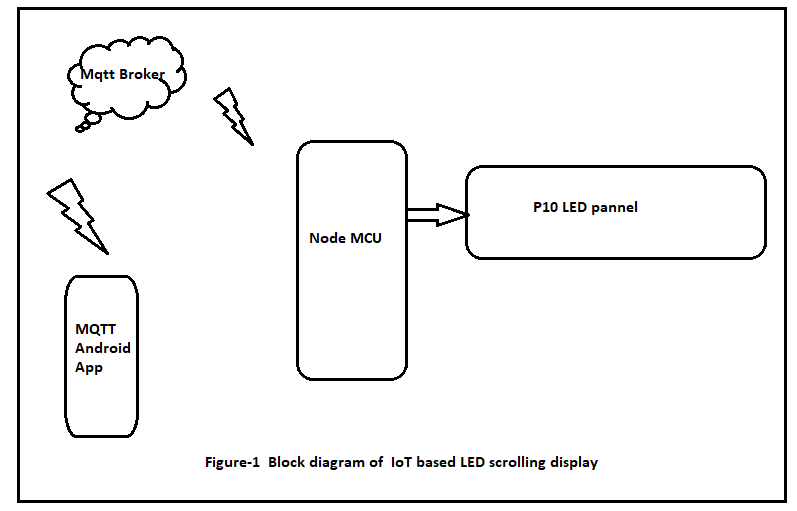 Mqtt Broker
Node MCU
P10 LED pannel
MQTT
Android
App
Figure-1  Block diagram of  IoT based LED scrolling display